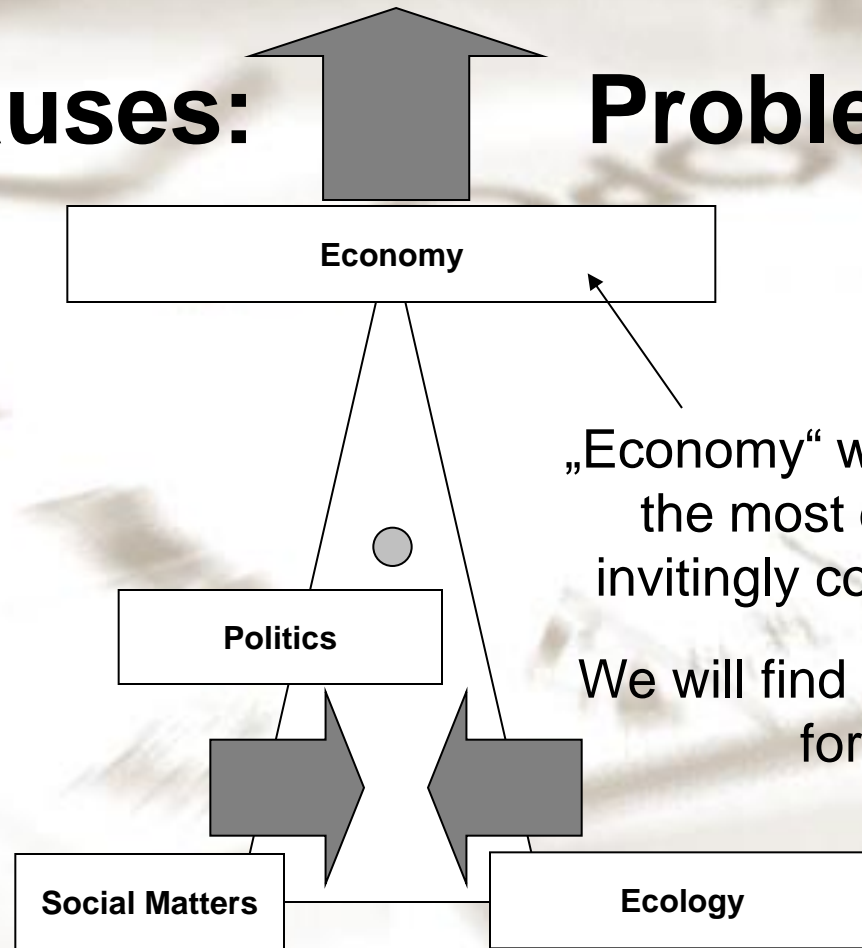 uses: Proble
Economy
„Economy“ w
the most
invitingly co
We will find
for
Politics
Social Matters
Ecology